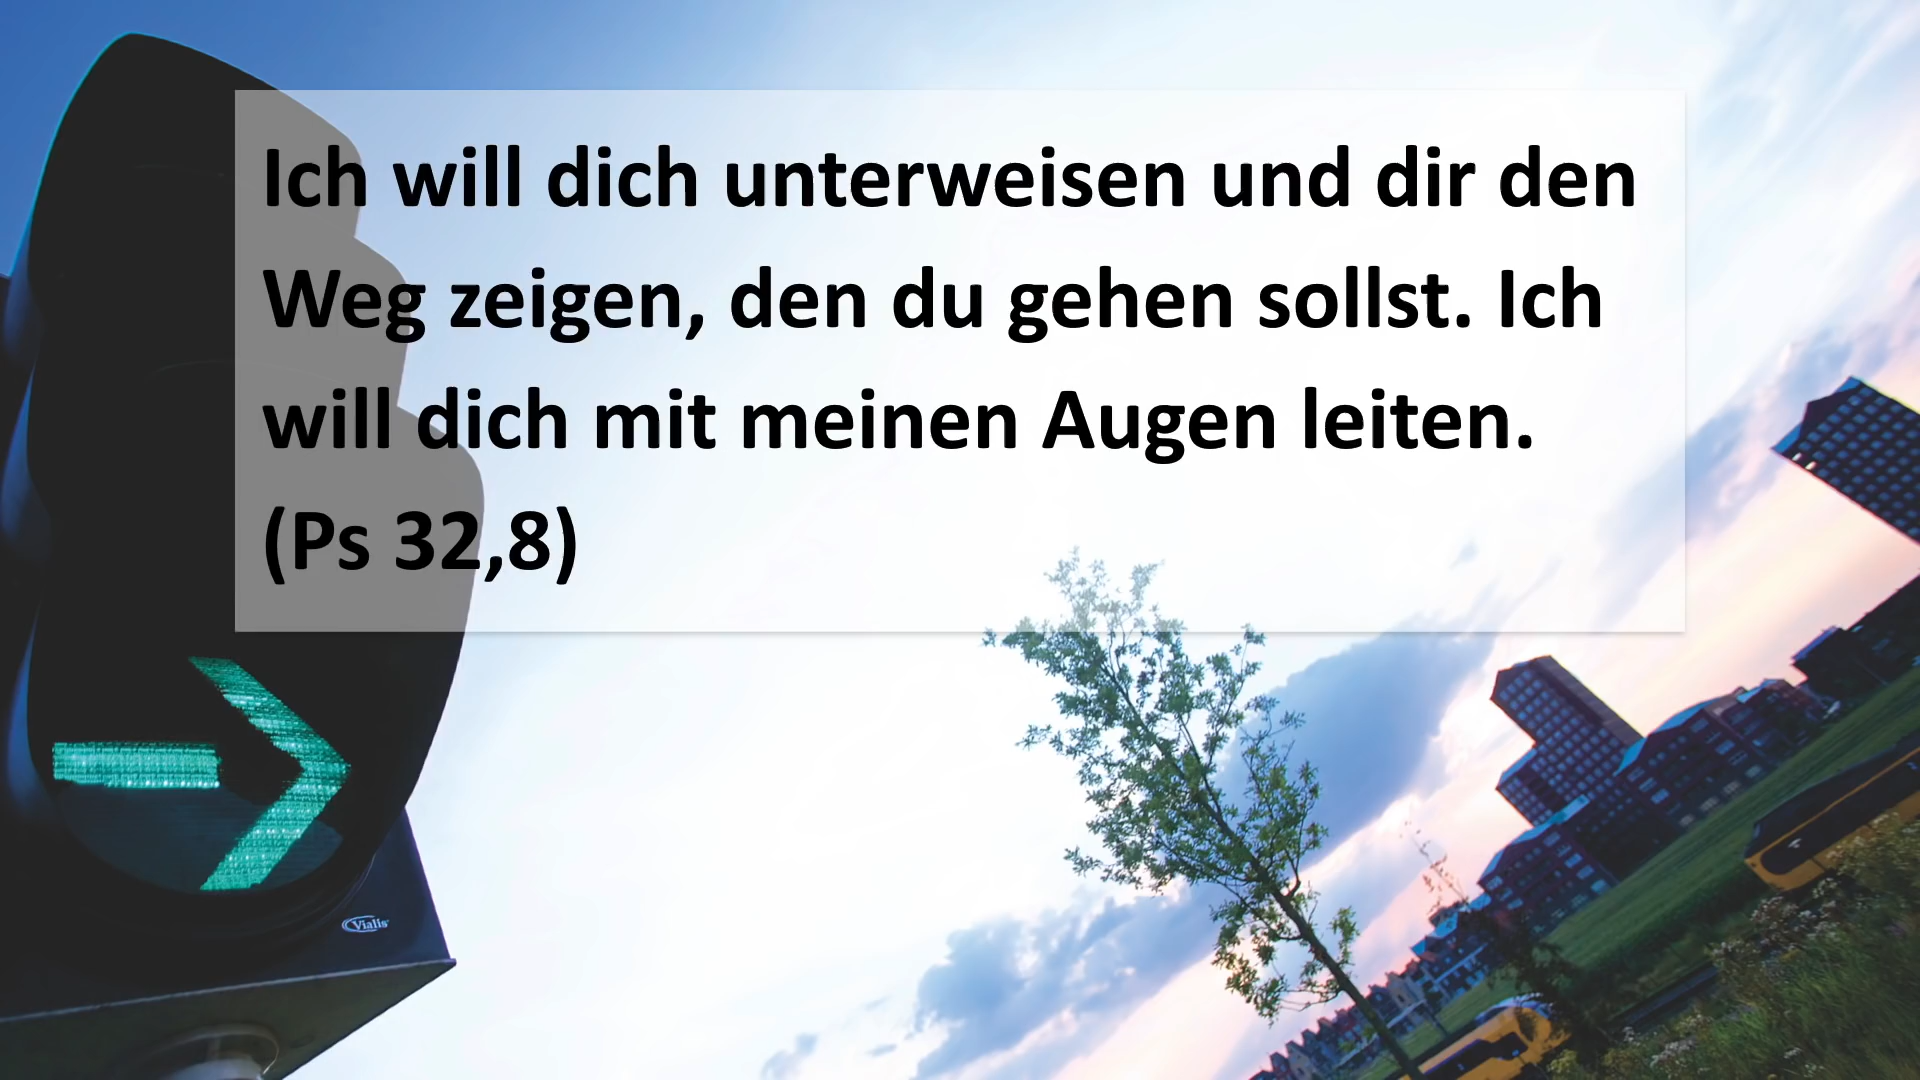 Ich will dich unterweisen und dir den
Weg zeigen, den du gehen sollst. Ich
will dich mit meinen Augen leiten.
(Ps 32,8)
Vialis